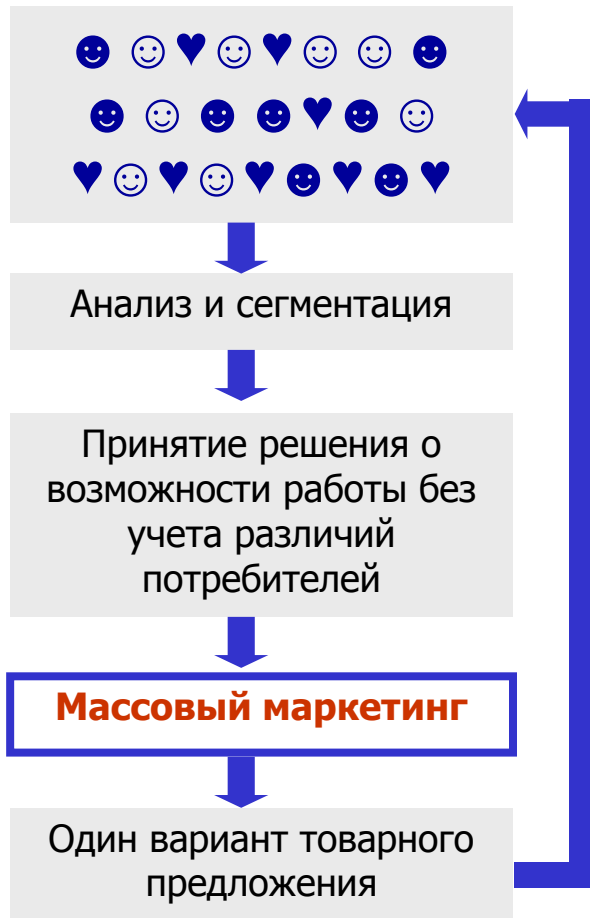 ☻ ☺ ♥ ☺ ♥ ☺ ☺ ☻
☻ ☺ ☻ ☻ ♥ ☻ ☺
♥ ☺ ♥ ☺ ♥ ☻ ♥ ☻ ♥
Анализ и сегментация
Принятие решения о
возможности работы без
учета различий
потребителей
Массовый маркетинг
Один вариант товарного
предложения